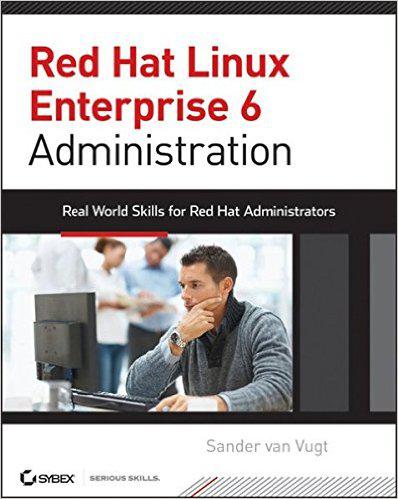 Red Hat Linux
Enterprise 6
Administration
Real World Skills for Red Hat Administrators
Sander van Vugt
SYBEX
SERIOUS SKILLS.